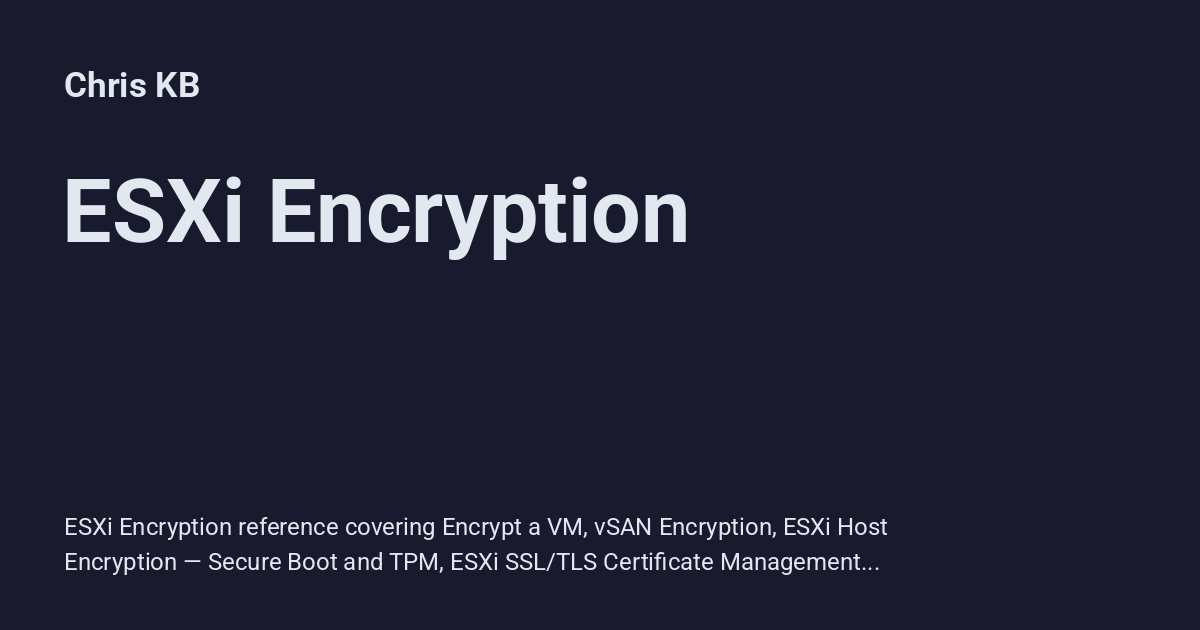 Chris KB
ESXi Encryption
ESXi Encryption reference covering Encrypt a VM, vSAN Encryption, ESXi Host
Encryption — Secure Boot and TPM, ESXi SSL/TLS Certificate Management...